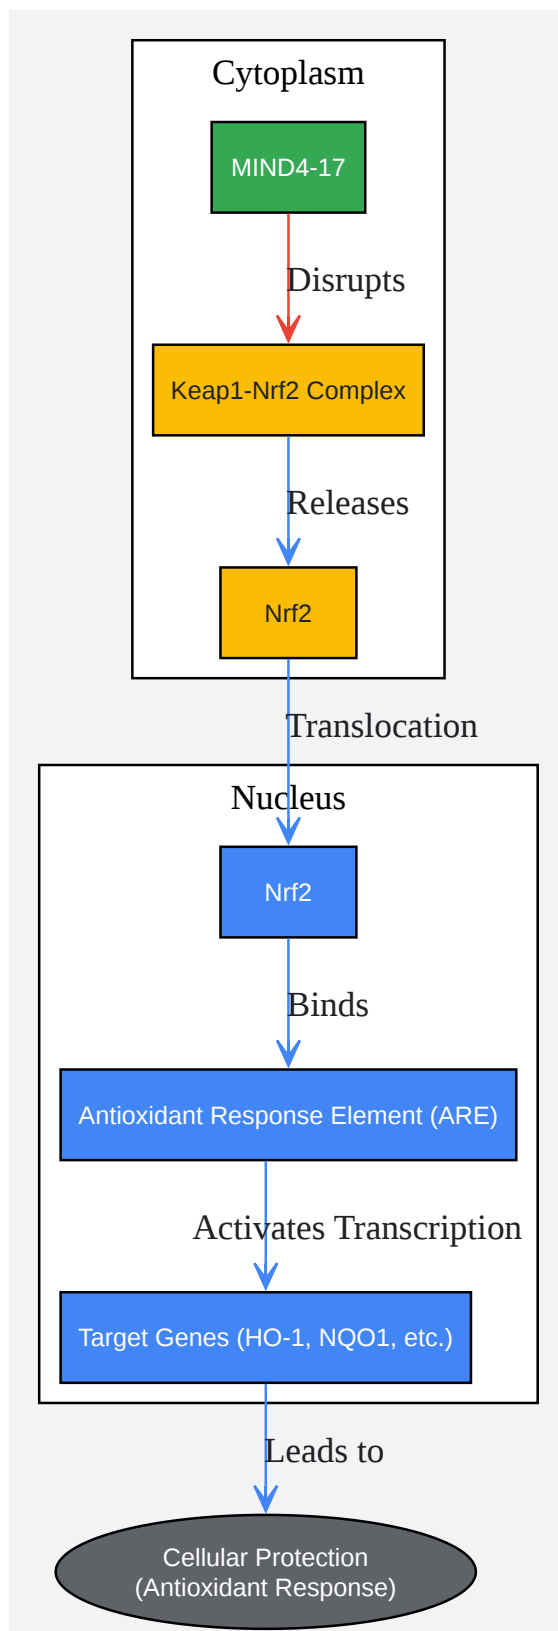 Cytoplasm
MIND4-17
Disrupts
Keap1-Nrf2 Complex
Releases
Nrf2
Translocation
Nucleus
Nrf2
Binds
Antioxidant Response Element (ARE)
Activates Transcription
Target Genes (HO-1, NQO1, etc.)
Leads to
Cellular Protection
(Antioxidant Response)